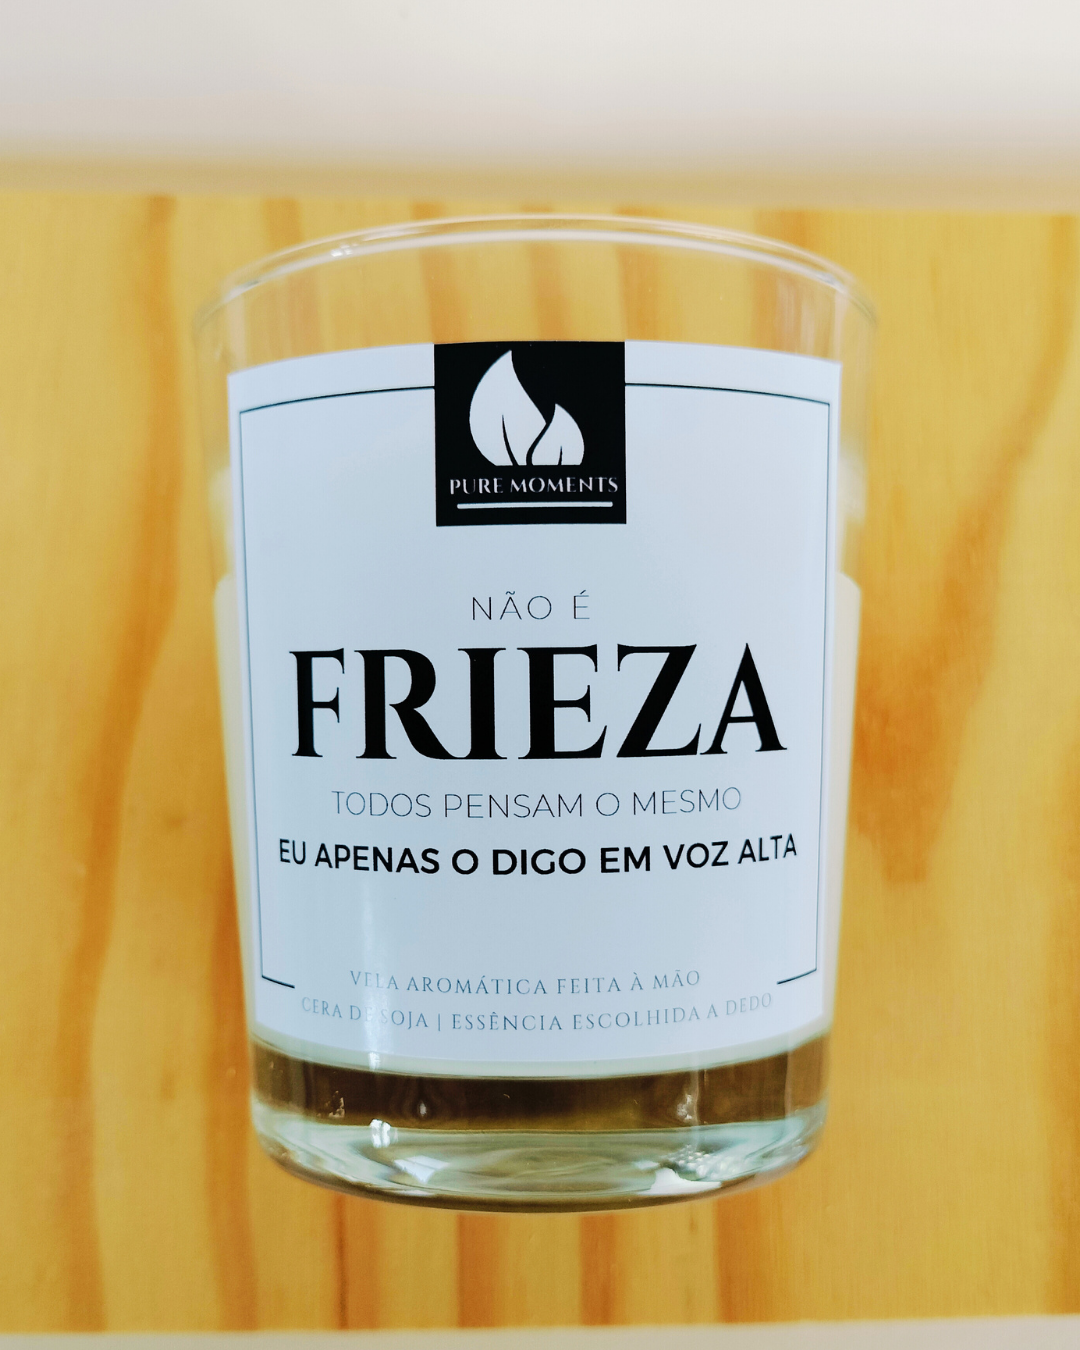 PURE MOMENTS
NÃO É
FRIEZA
TODOS PENSAM O MESMO
EU APENAS O DIGO EM VOZ ALTA
VELA AROMÁTICA FEITA À MÃO
CERA DE SOJA | ESSÊNCIA ESCOLHIDA A DEDO